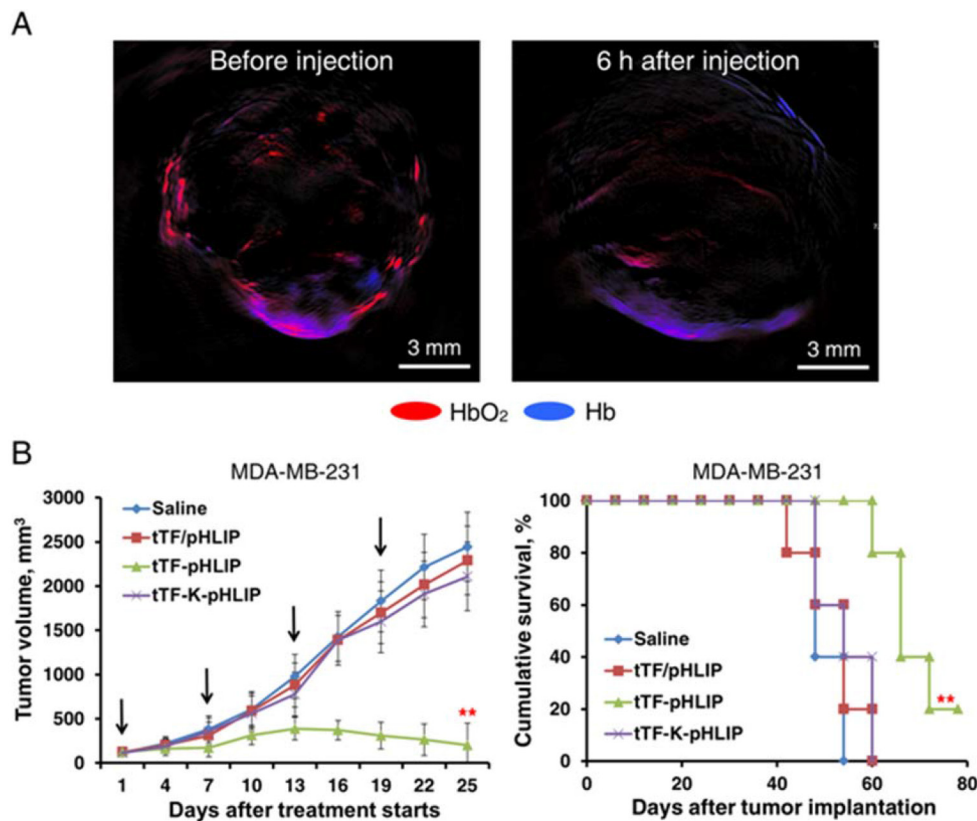 A
Before injection
6 h after injection
3 mm
3 mm
HbO₂
Hb
B
MDA-MB-231
Tumor volume, mm³
3000
2500
2000
1500
1000
500
0
Saline
tTF/pHLIP
tTF-pHLIP
tTF-K-pHLIP
**
1 4 7 10 13 16 19 22 25
Days after treatment starts
MDA-MB-231
Cumulative survival, %
100
80
60
40
20
0
Saline
tTF/pHLIP
tTF-pHLIP
tTF-K-pHLIP
**
0 20 40 60 80
Days after tumor implantation